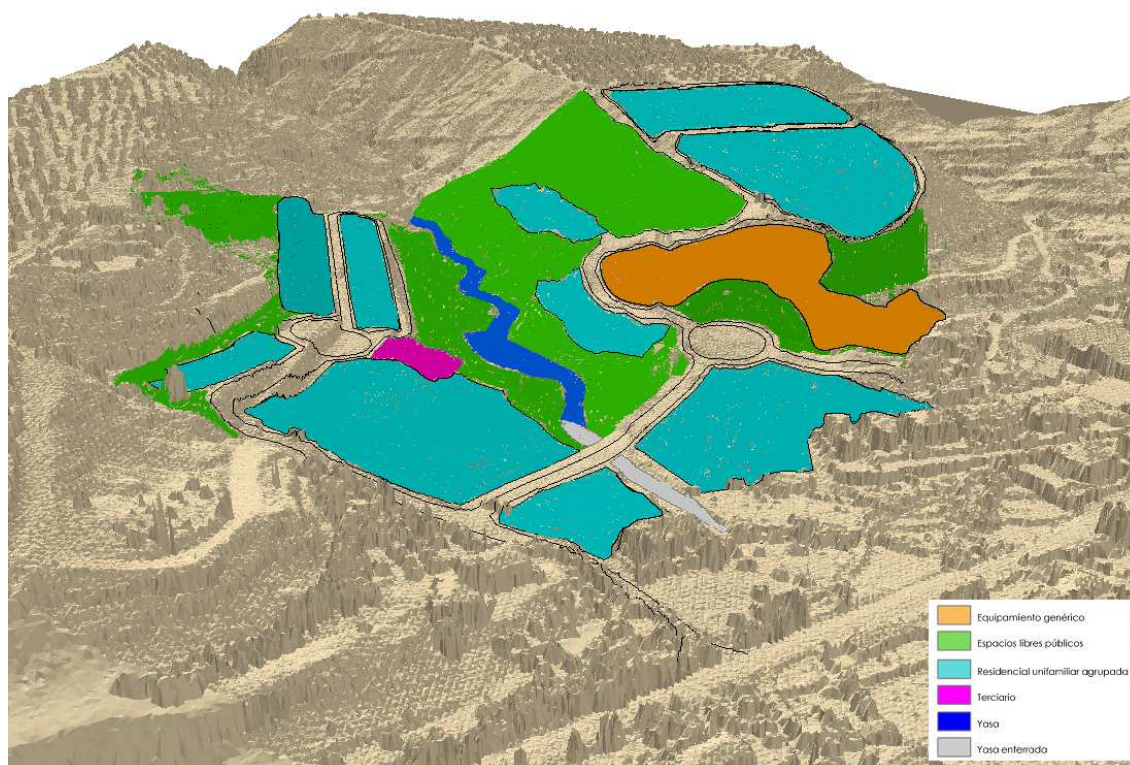 Equipamiento genérico
Espacios libres públicos
Residencial unifamiliar agrupada
Terciario
Yasa
Yasa enterrada